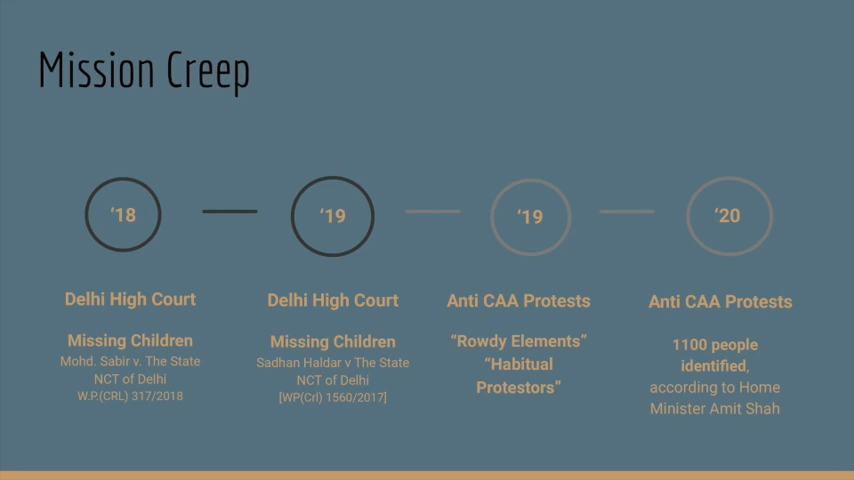 Mission Creep
‘18
‘19
‘19
‘20
Delhi High Court
Missing Children
Mohd. Sabir v. The State
NCT of Delhi
W.P.(CRL) 317/2018
Delhi High Court
Missing Children
Sadhan Haldar v The State
NCT of Delhi
[WP(Crl) 1560/2017]
Anti CAA Protests
“Rowdy Elements”
“Habitual
Protestors”
Anti CAA Protests
1100 people
identified,
according to Home
Minister Amit Shah